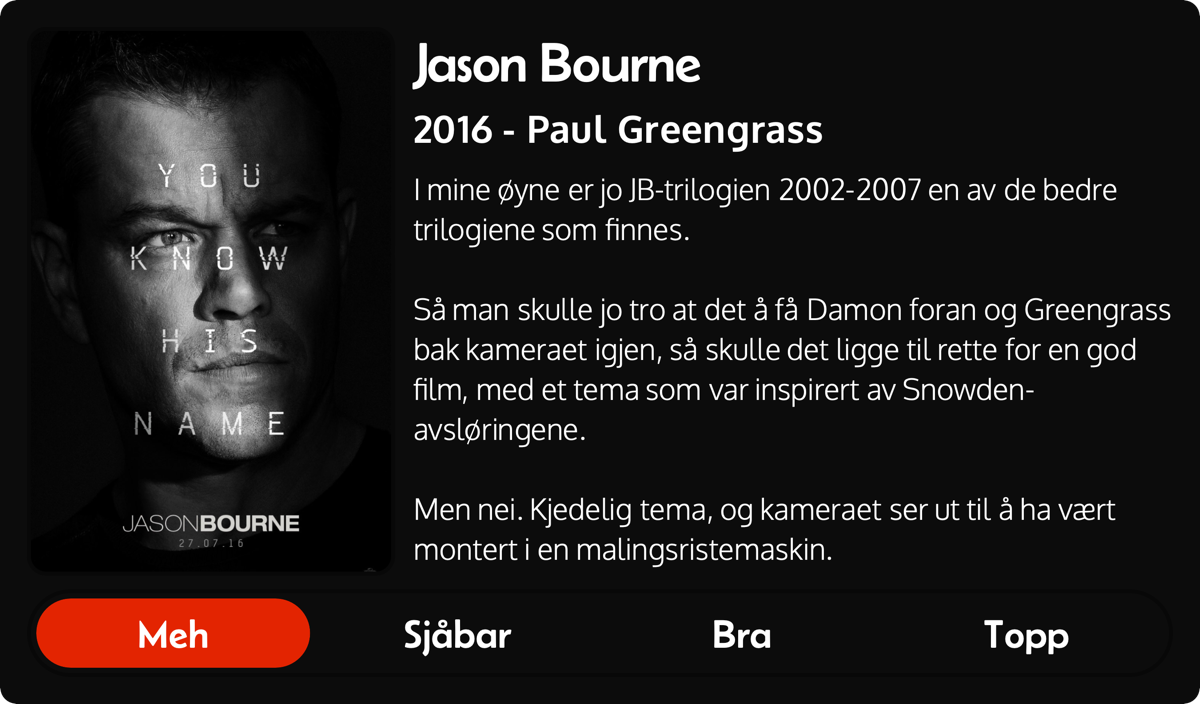 YOU
KNOW
HIS
NAME
JASONBOURNE
27.07.16
Jason Bourne
2016 - Paul Greengrass
I mine øyne er jo JB-trilogien 2002-2007 en av de bedre
trilogiene som finnes.
Så man skulle jo tro at det å få Damon foran og Greengrass
bak kameraet igjen, så skulle det ligge til rette for en god
film, med et tema som var inspirert av Snowden-
avsløringene.
Men nei. Kjedelig tema, og kameraet ser ut til å ha vært
montert i en malingsristemaskin.
Meh
Sjåbar
Bra
Topp